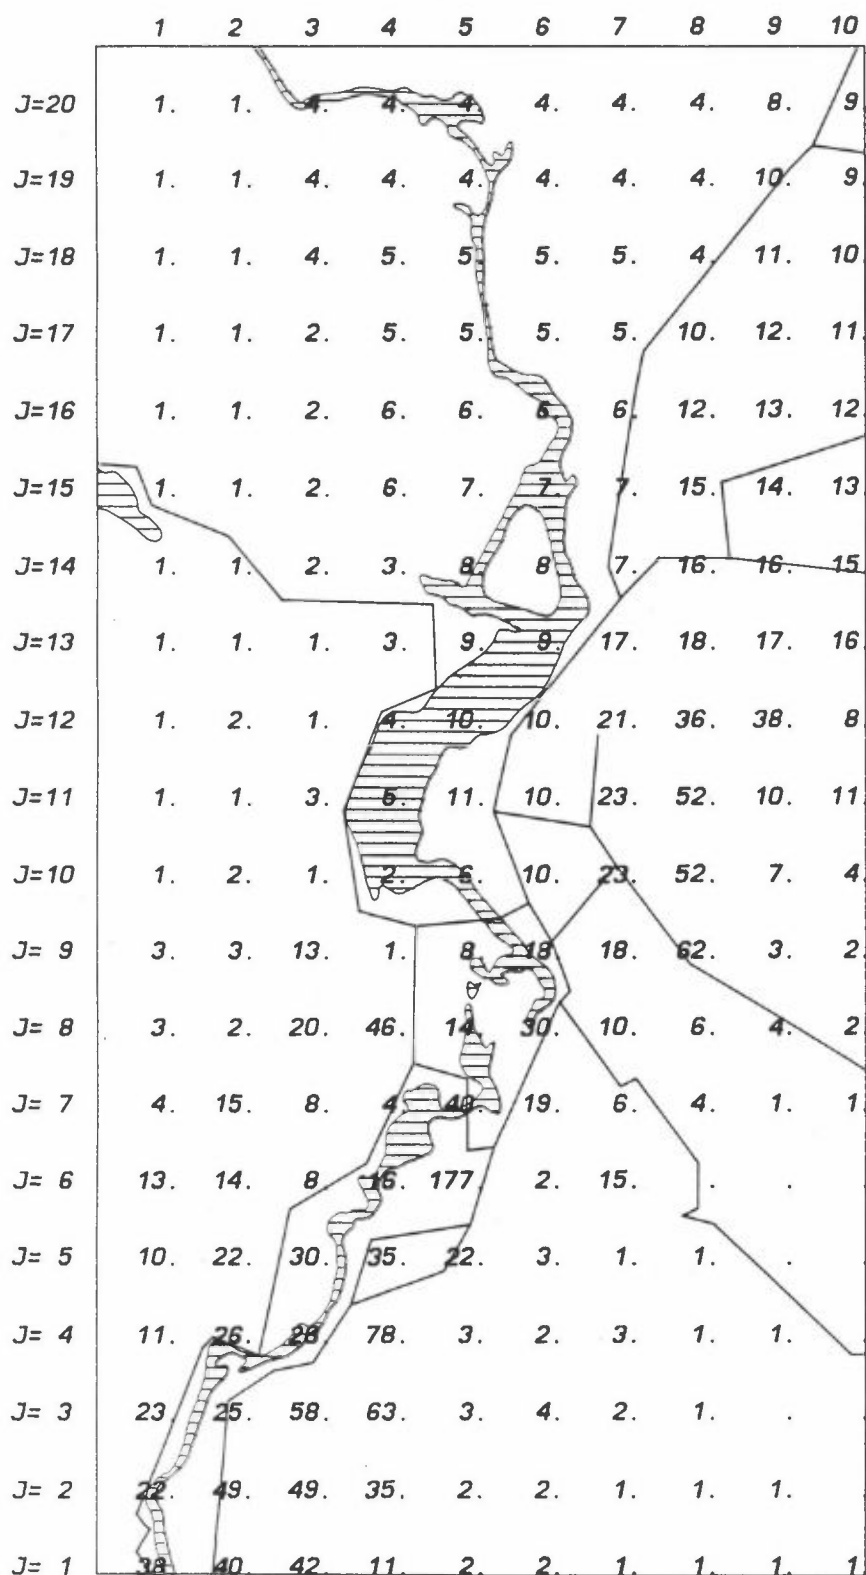 1 2 3 4 5 6 7 8 9 10
J=20 1. 1. 4. 4. 4. 4. 4. 4. 8. 9
J=19 1. 1. 4. 4. 4. 4. 4. 4. 10. 9
J=18 1. 1. 4. 5. 5. 5. 5. 4. 11. 10
J=17 1. 1. 2. 5. 5. 5. 5. 10. 12. 11
J=16 1. 1. 2. 6. 6. 6. 6. 12. 13. 12
J=15 1. 1. 2. 6. 7. 7. 7. 15. 14. 13
J=14 1. 1. 2. 3. 8. 8 7. 16. 16. 15
J=13 1. 1. 1. 3. 9. 9. 17. 18. 17. 16
J=12 1. 2. 1. 4. 10. 10. 21. 36. 38. 8
J=11 1. 1. 3. 5. 11. 10. 23. 52. 10. 11
J=10 1. 2. 1. 2. 6. 10. 23. 52. 7. 4
J= 9 3. 3. 13. 1. 8 18 18. 62. 3. 2
J= 8 3. 2. 20. 46. 14. 30. 10. 6. 4. 2
J= 7 4. 15. 8. 4 40. 19. 6. 4. 1. 1
J= 6 13. 14. 8. 16. 177. 2. 15. . . .
J= 5 10. 22. 30. 35. 22. 3. 1. 1. . .
J= 4 11. 26. 28 78. 3. 2. 3. 1. 1.
J= 3 23. 25. 58. 63. 3. 4. 2. 1. . .
J= 2 22. 49. 49. 35. 2. 2. 1. 1. 1.
J= 1 38 40. 42. 11. 2. 2. 1. 1. 1. 1